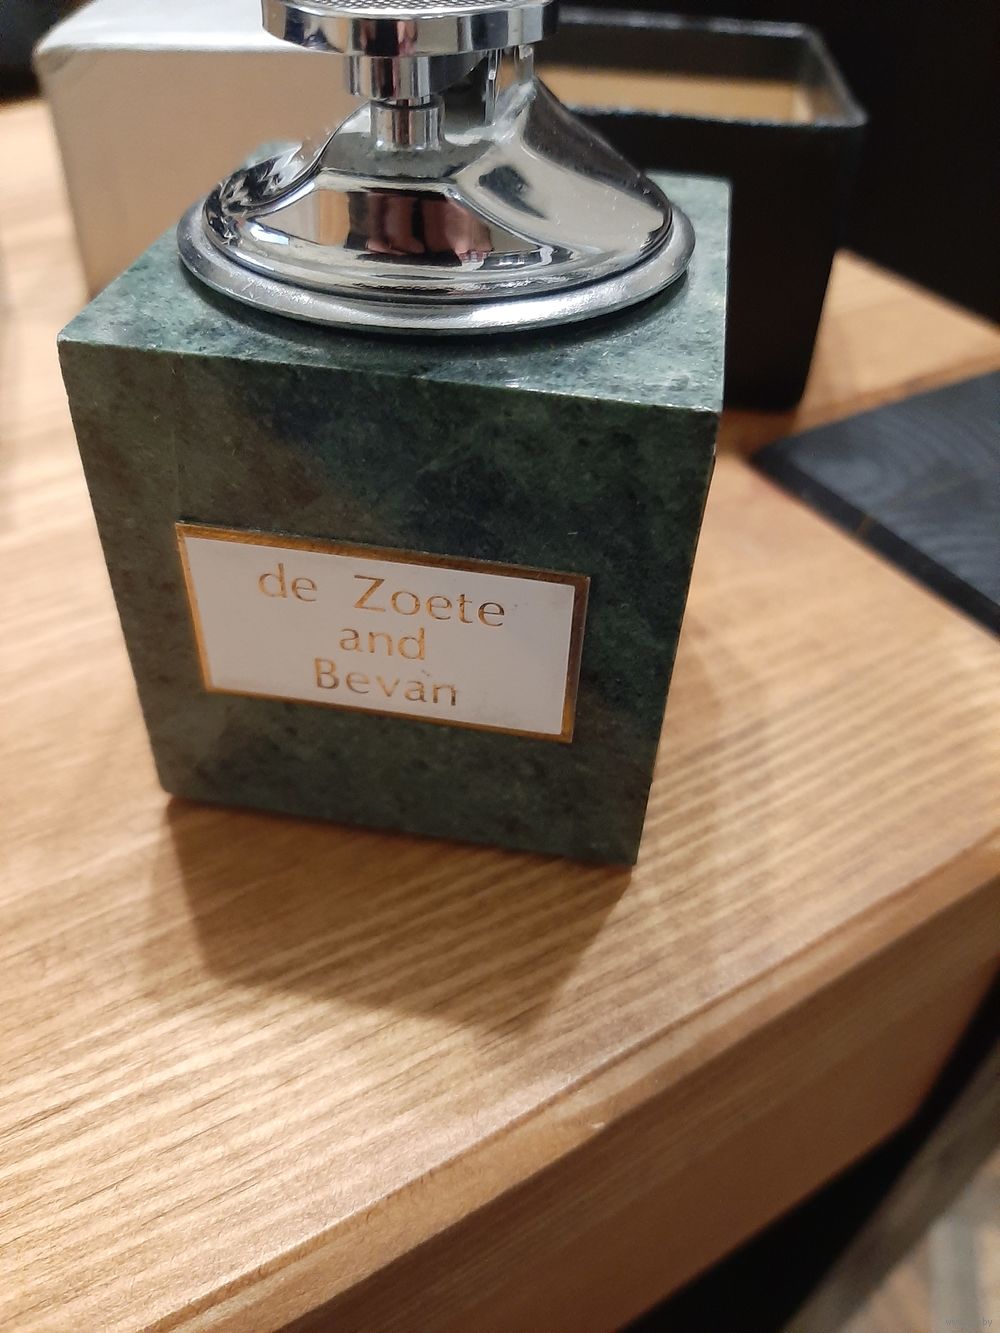 de Zoete
and
Bevan